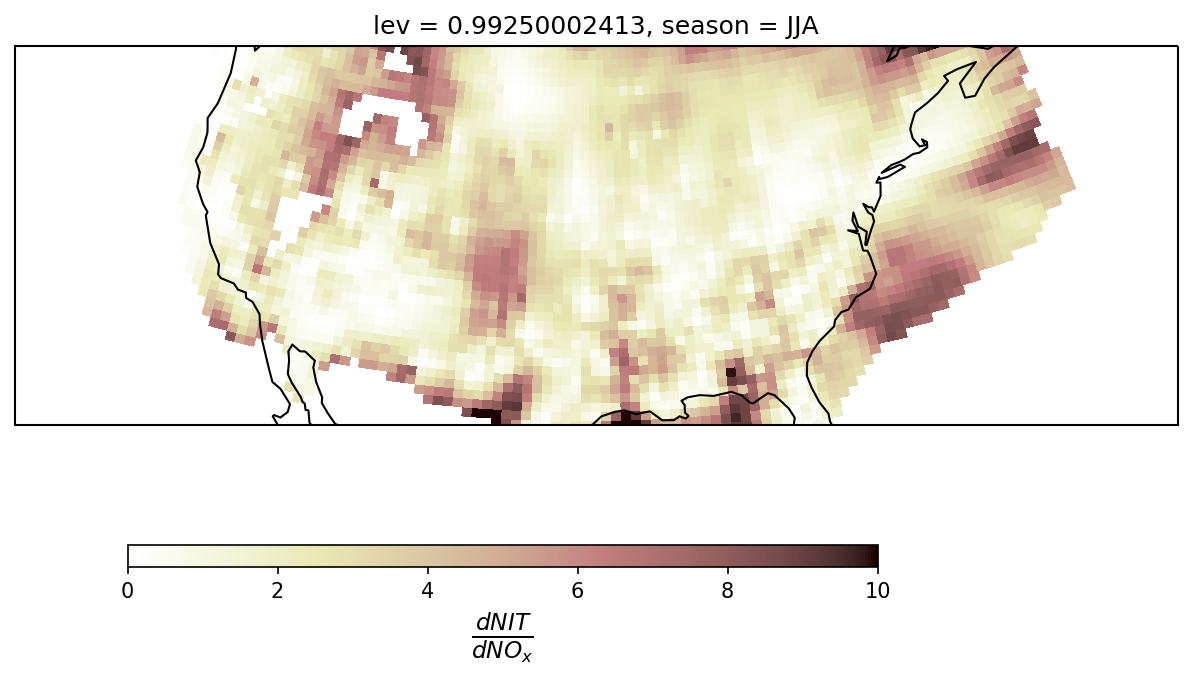 lev = 0.99250002413, season = JJA
0 2 4 6 8 10
dNIT
dNOₓ